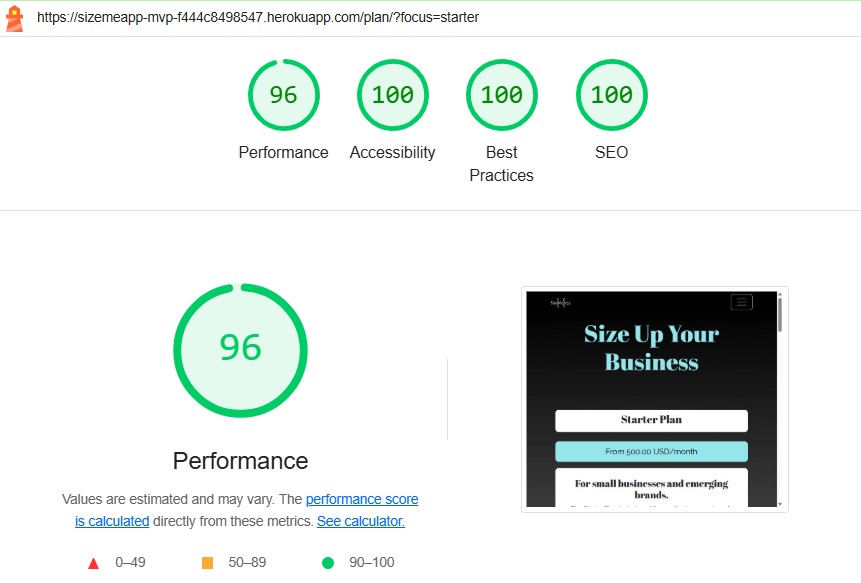 https://sizemeapp-mvp-f444c8498547.herokuapp.com/plan/?focus=starter
96
100
100
100
Performance
Accessibility
Best
Practices
SEO
96
Performance
Values are estimated and may vary. The performance score
is calculated directly from these metrics. See calculator.
0–49
50–89
90–100
Size Up Your
Business
Starter Plan
From 500.00 USD/month
For small businesses and emerging
brands.